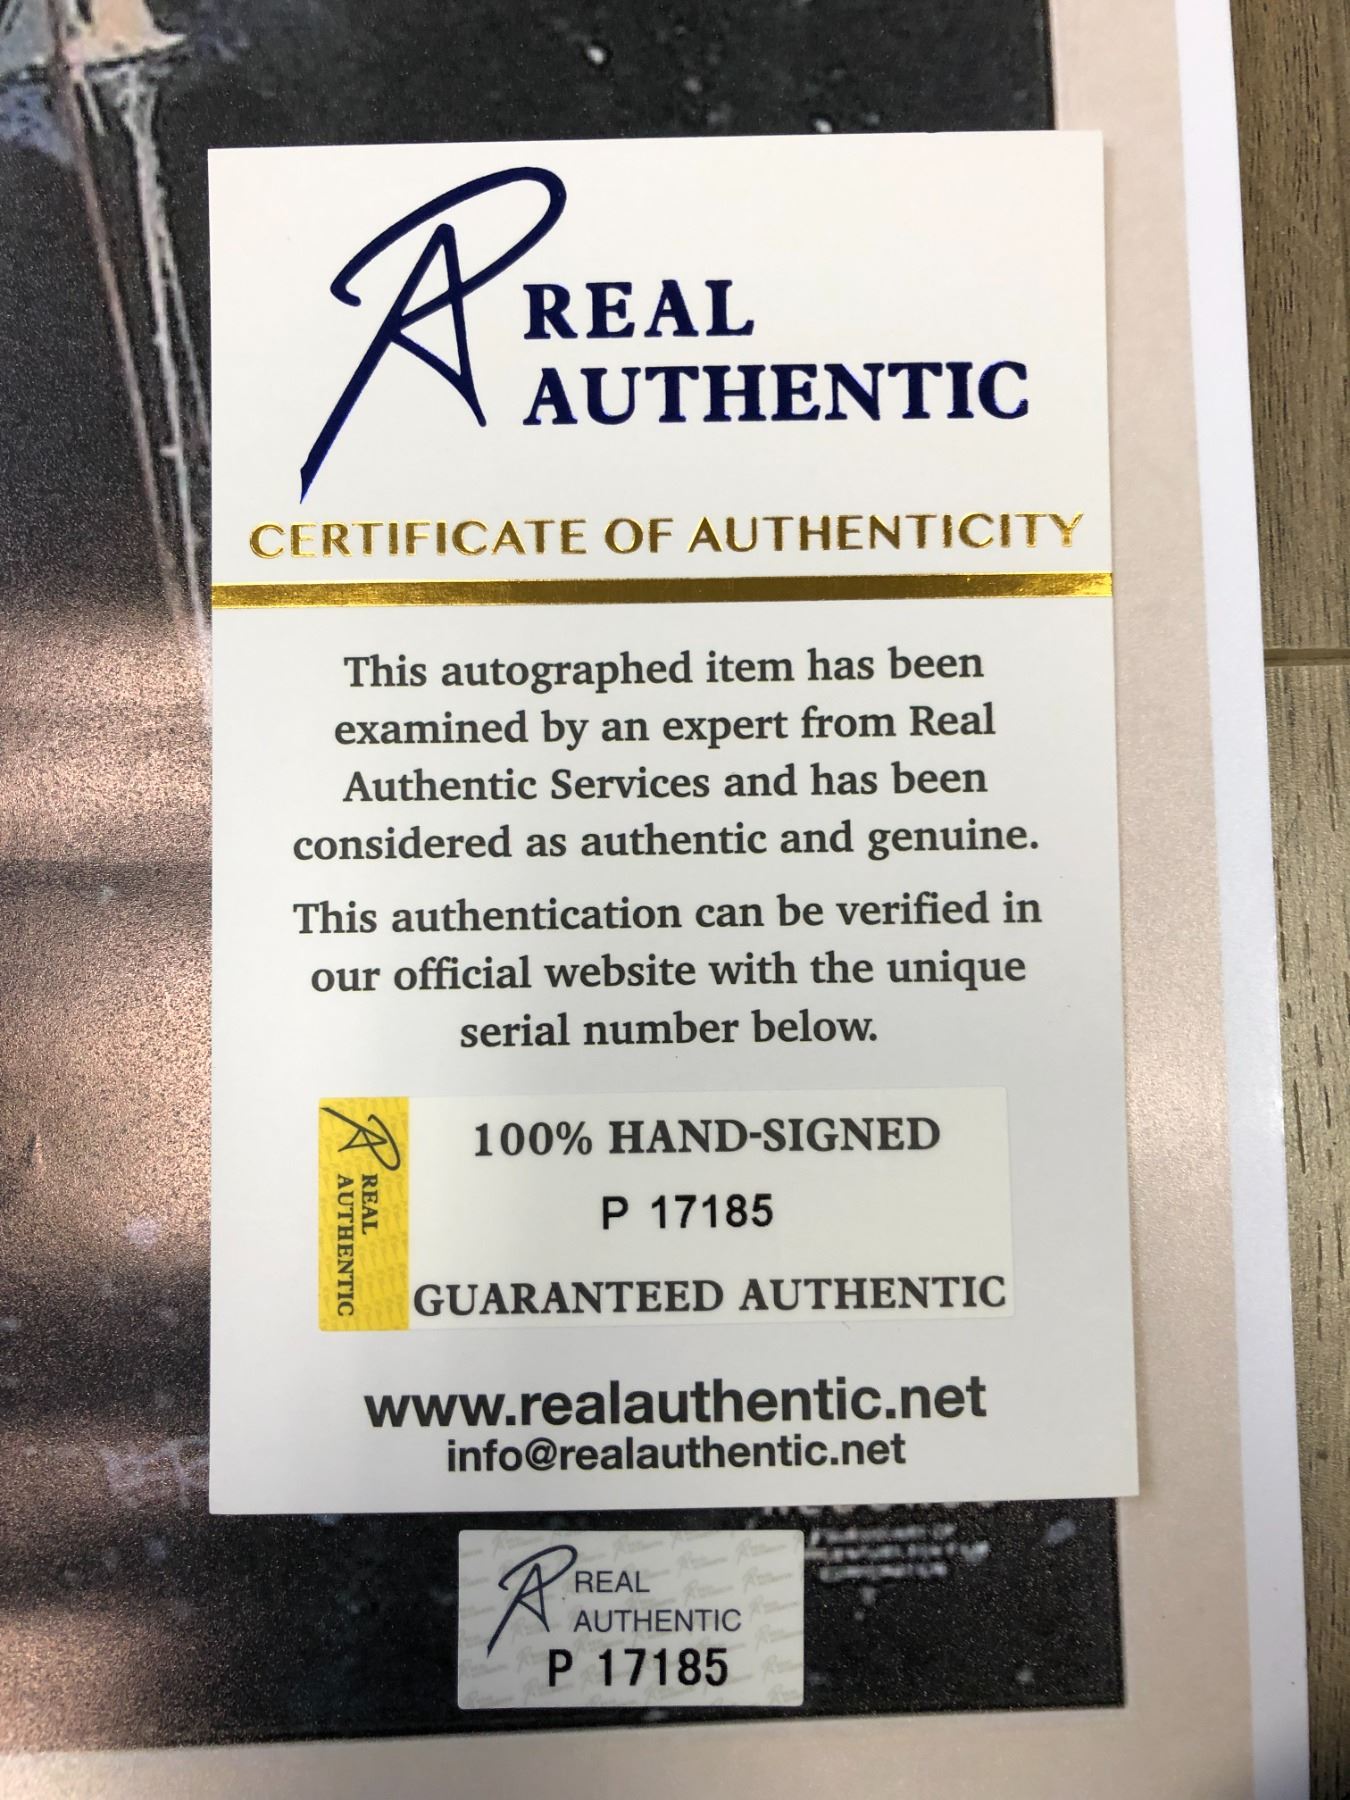 REAL
AUTHENTIC
CERTIFICATE OF AUTHENTICITY
This autographed item has been
examined by an expert from Real
Authentic Services and has been
considered as authentic and genuine.
This authentication can be verified in
our official website with the unique
serial number below.
REAL
AUTHENTIC
100% HAND-SIGNED
P 17185
GUARANTEED AUTHENTIC
www.realauthentic.net
info@realauthentic.net
REAL
AUTHENTIC
P 17185